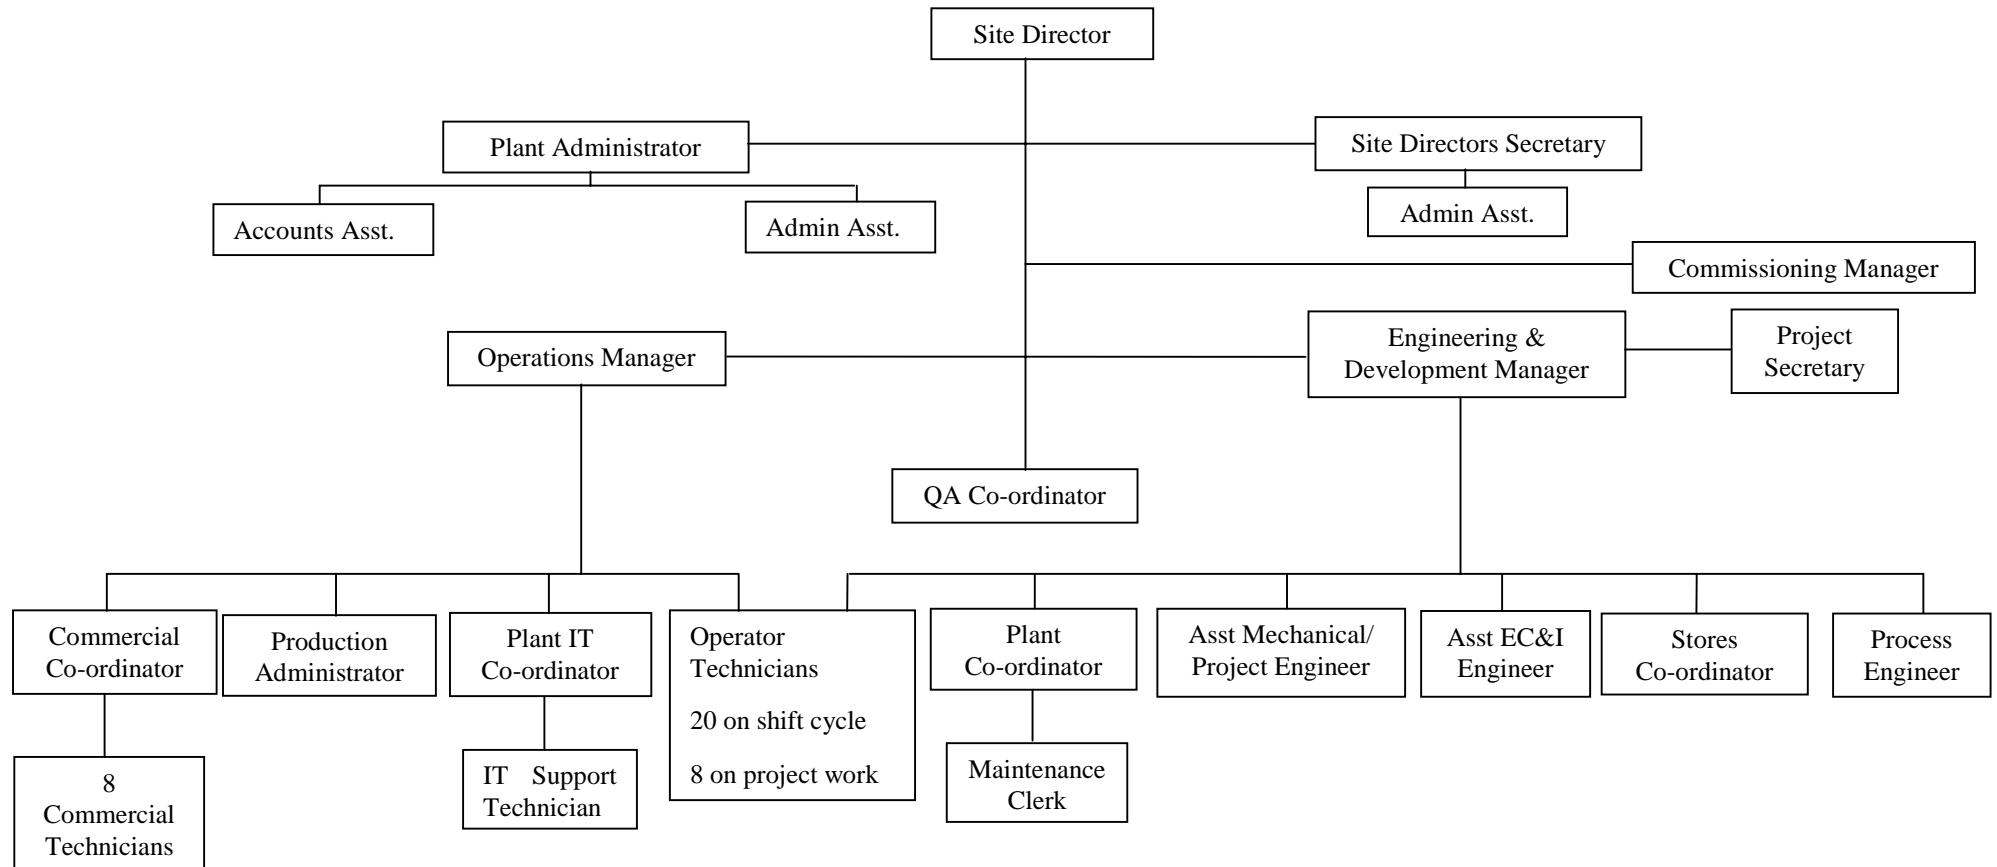 Site Director
Plant Administrator
Site Directors Secretary
Accounts Asst.
Admin Asst.
Admin Asst.
Commissioning Manager
Operations Manager
Engineering &
Development Manager
Project
Secretary
QA Co-ordinator
Commercial
Co-ordinator
Production
Administrator
Plant IT
Co-ordinator
Operator
Technicians
20 on shift cycle
8 on project work
Plant
Co-ordinator
Asst Mechanical/
Project Engineer
Asst EC&I
Engineer
Stores
Co-ordinator
Process
Engineer
8
Commercial
Technicians
IT Support
Technician
Maintenance
Clerk